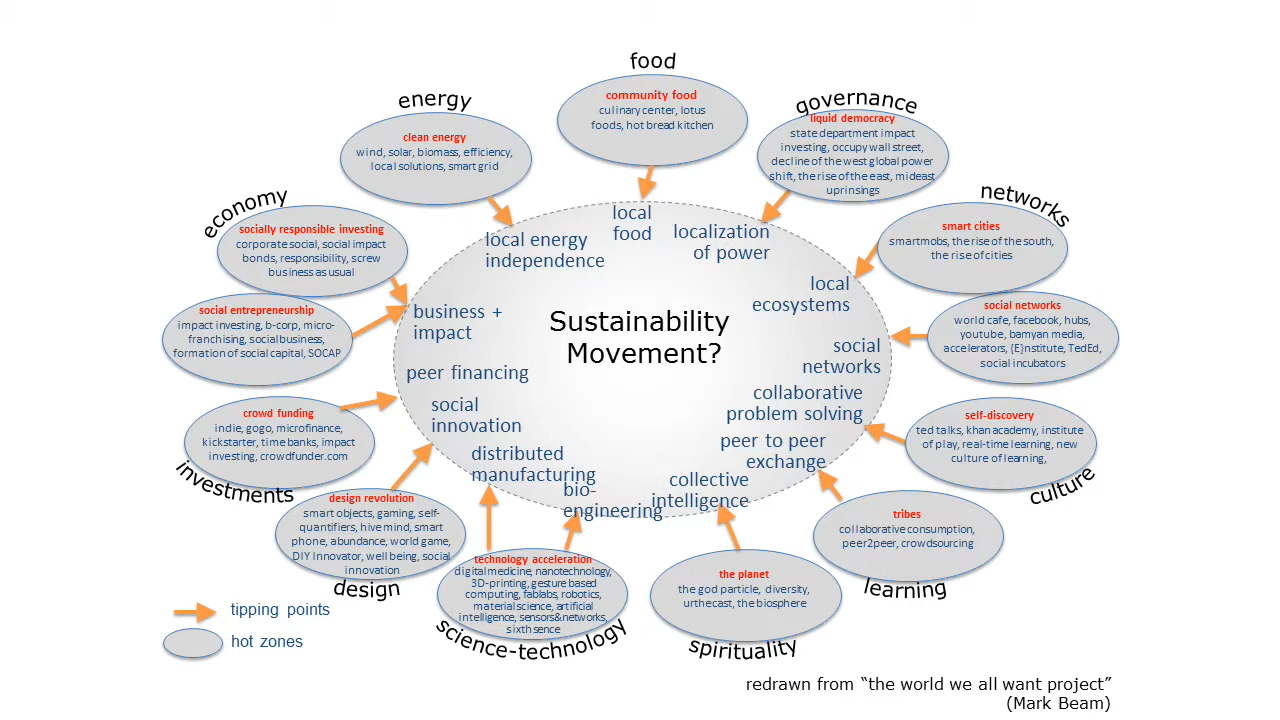 food
community food
culinary center, lotus
foods, hot bread kitchen
energy
clean energy
wind, solar, biomass, efficiency,
local solutions, smart grid
governance
liquid democracy
state department impact
investing, occupy wall street,
decline of the west global power
shift, the rise of the east, mideast
uprinsings
economy
socially responsible investing
corporate social, social impact
bonds, responsibility, screw
business as usual
networks
smart cities
smartmobs, the rise of the south,
the rise of cities
social entrepreneurship
impact investing, b-corp, micro-
franchising, social business,
formation of social capital, SOCAP
social networks
world cafe, facebook, hubs,
youtube, bamyan media,
accelerators, {E}nstitute, TedEd,
social incubators
local
food
local energy
independence
localization
of power
local
ecosystems
business +
impact
Sustainability
Movement?
social
networks
peer financing
collaborative
problem solving
social
innovation
peer to peer
exchange
distributed
manufacturing
collective
intelligence
bio-
engineering
crowd funding
indie, gogo, microfinance,
kickstarter, time banks, impact
investing, crowdfunder.com
investments
self-discovery
ted talks, khan academy, institute
of play, real-time learning, new
culture of learning,
culture
design revolution
smart objects, gaming, self-
quantifiers, hive mind, smart
phone, abundance, world game,
DIY Innovator, well being, social
innovation
design
tribes
collaborative consumption,
peer2peer, crowdsourcing
learning
technology acceleration
digital medicine, nanotechnology,
3D-printing, gesture based
computing, fablabs, robotics,
material science, artificial
intelligence, sensors&networks,
sixth sence
science-technology
the planet
the god particle, diversity,
urthecast, the biosphere
spirituality
tipping points
hot zones
redrawn from “the world we all want project”
(Mark Beam)